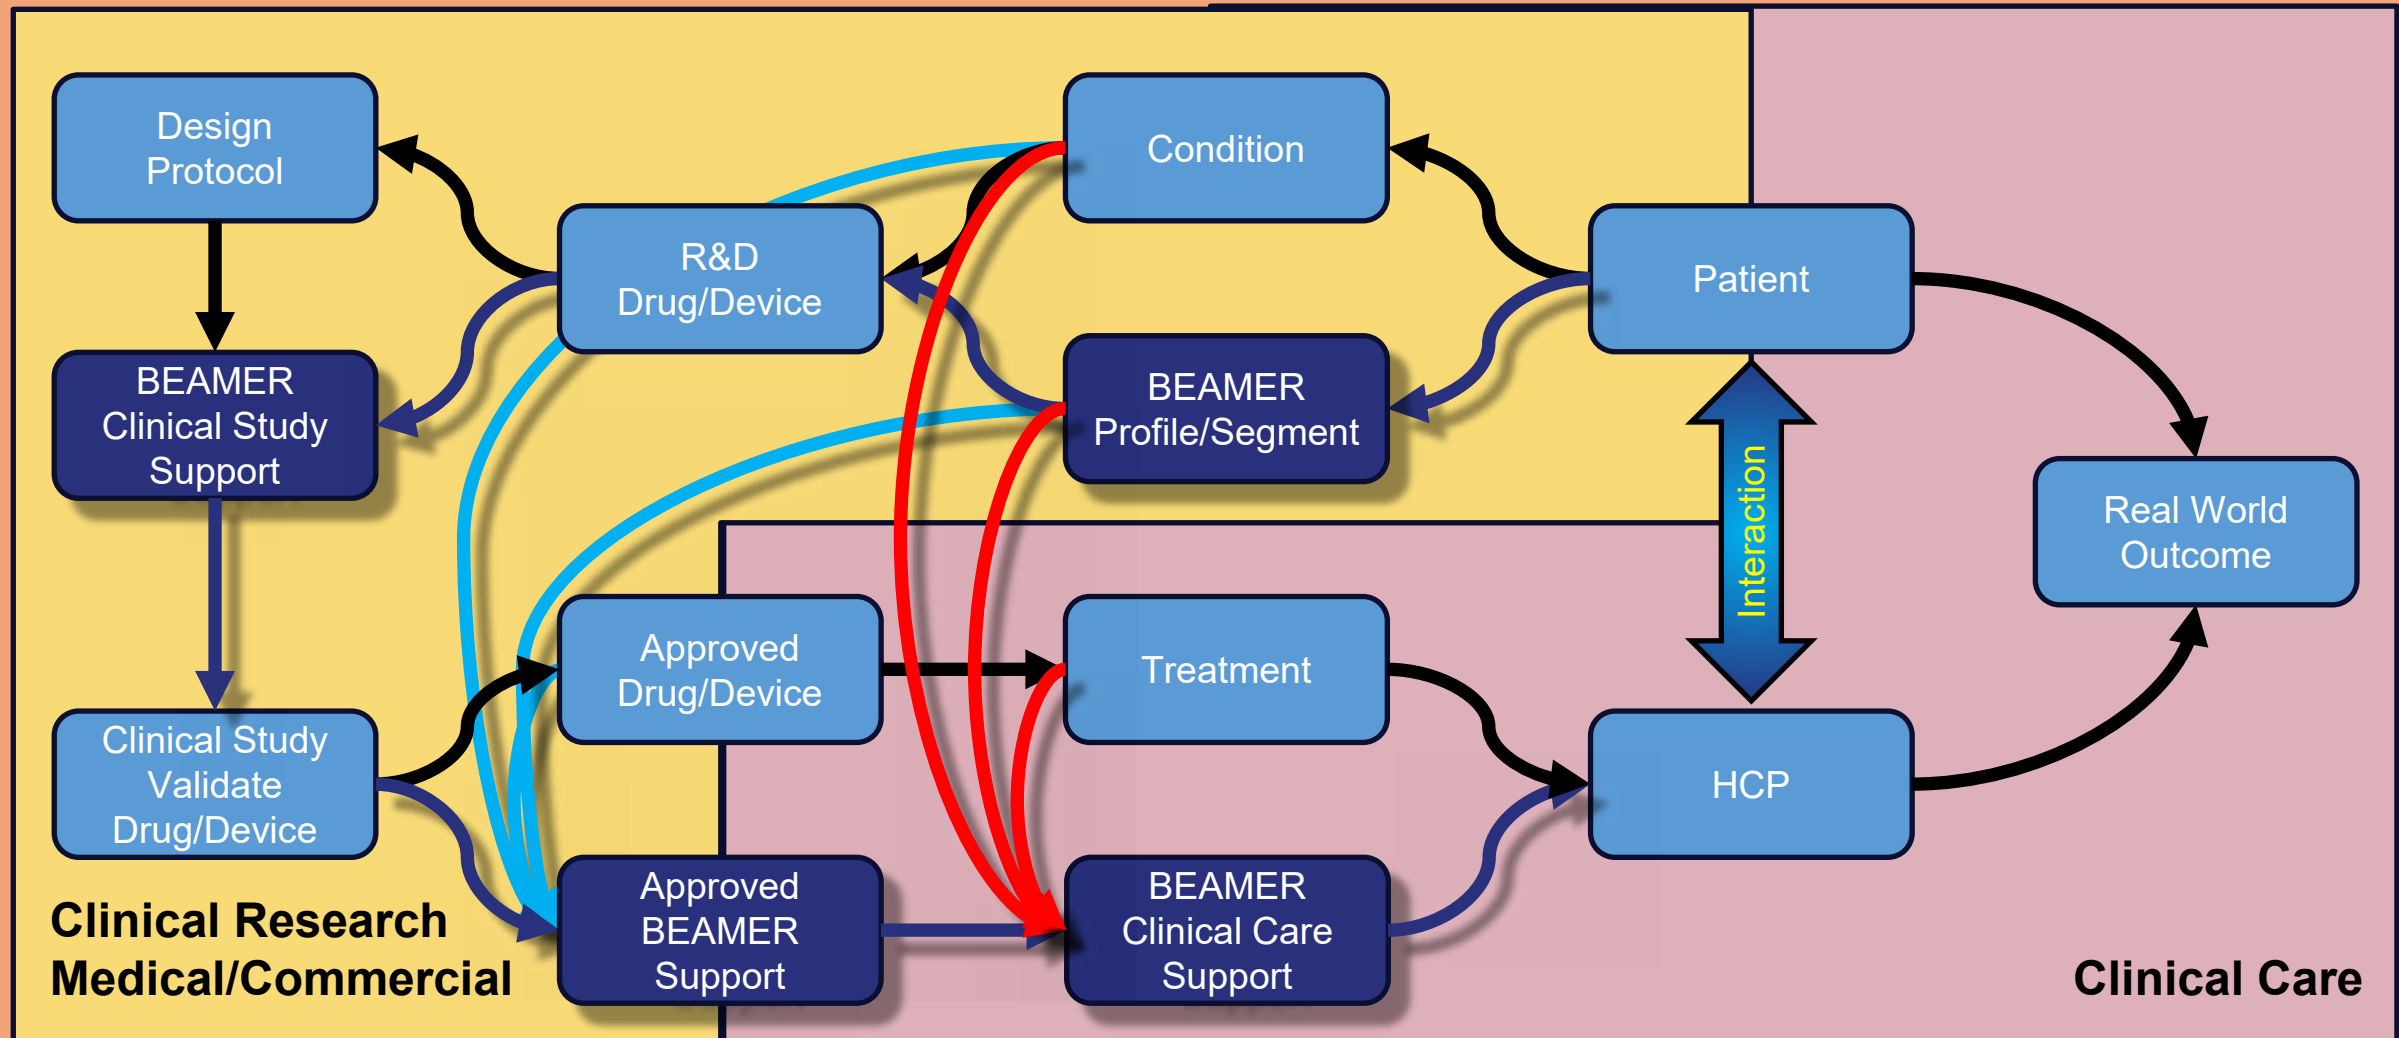 Design
Protocol
Condition
R&D
Drug/Device
Patient
BEAMER
Clinical Study
Support
BEAMER
Profile/Segment
Interaction
Real World
Outcome
Approved
Drug/Device
Treatment
Clinical Study
Validate
Drug/Device
HCP
Approved
BEAMER
Support
BEAMER
Clinical Care
Support
Clinical Research
Medical/Commercial
Clinical Care